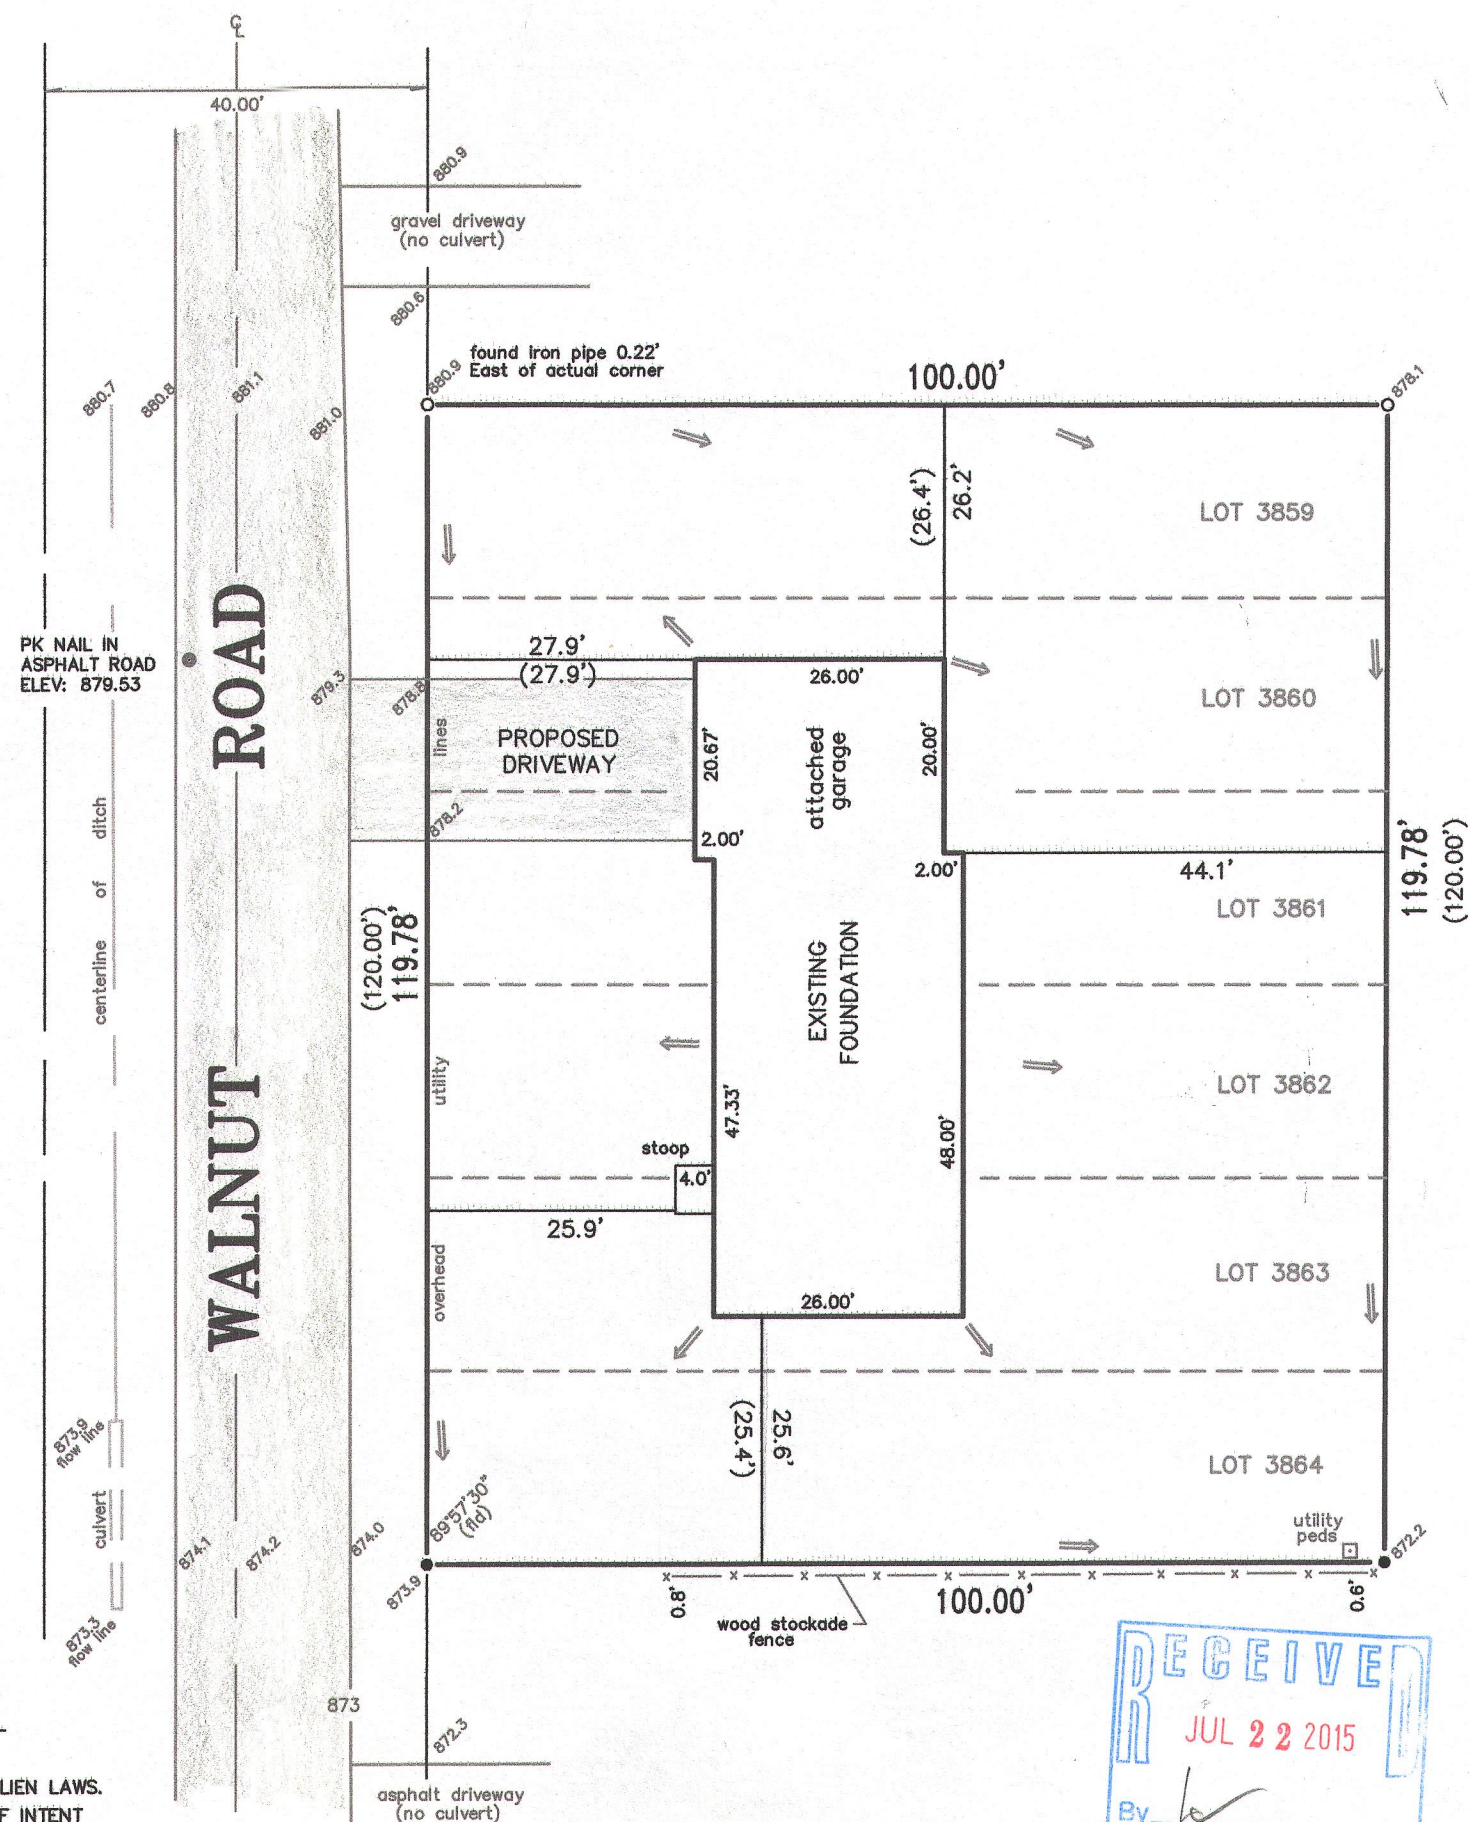 ℄
40.00'
880.9
gravel driveway
(no culvert)
880.6
found iron pipe 0.22'
East of actual corner
880.9
100.00'
878.1
880.7
880.8
881.1
881.0
(26.4')
26.2'
LOT 3859
PK NAIL IN
ASPHALT ROAD
ELEV: 879.53
27.9'
(27.9')
26.00'
879.3
878.8
LOT 3860
lines
PROPOSED
DRIVEWAY
20.67'
attached
garage
20.00'
878.2
2.00'
2.00'
44.1'
119.78'
(120.00')
LOT 3861
centerline of ditch
WALNUT ROAD
(120.00')
119.78'
EXISTING
FOUNDATION
utility
LOT 3862
47.33'
48.00'
stoop
4.0'
25.9'
overhead
LOT 3863
26.00'
25.6'
(25.4')
873.9
flow line
LOT 3864
culvert
89°57'30"
(fld)
utility
peds
874.1
874.2
874.0
873.9
872.2
873.3
flow line
0.8'
wood stockade
fence
100.00'
0.6'
RECEIVED
JUL 22 2015
By
873
872.3
LIEN LAWS.
F INTENT
asphalt driveway
(no culvert)